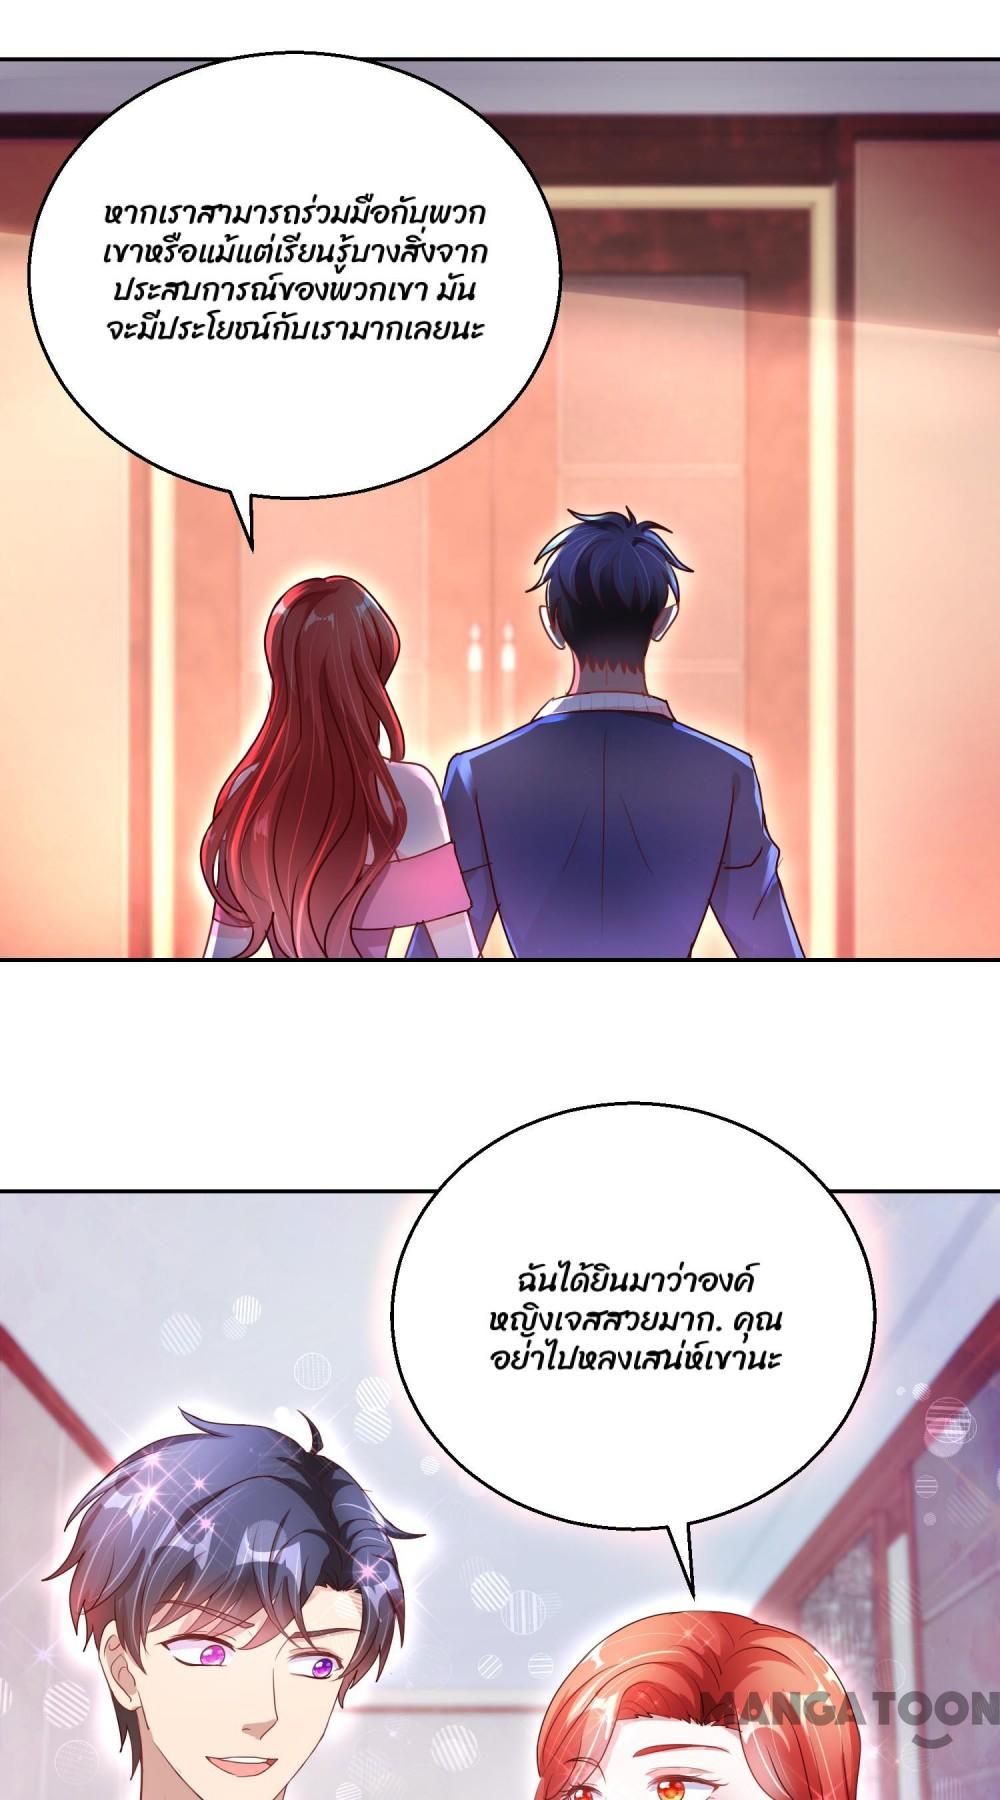 หากเราสามารถร่วมมือกับพวก
เขาหรือแม้แต่เรียนรู้บางสิ่งจาก
ประสบการณ์ของพวกเขา มัน
จะมีประโยชน์กับเรามากเลยนะ
ฉันได้ยินมาว่าองค์
หญิงเจสสวยมาก. คุณ
อย่าไปหลงเสน่ห์เขานะ
MANGATOON